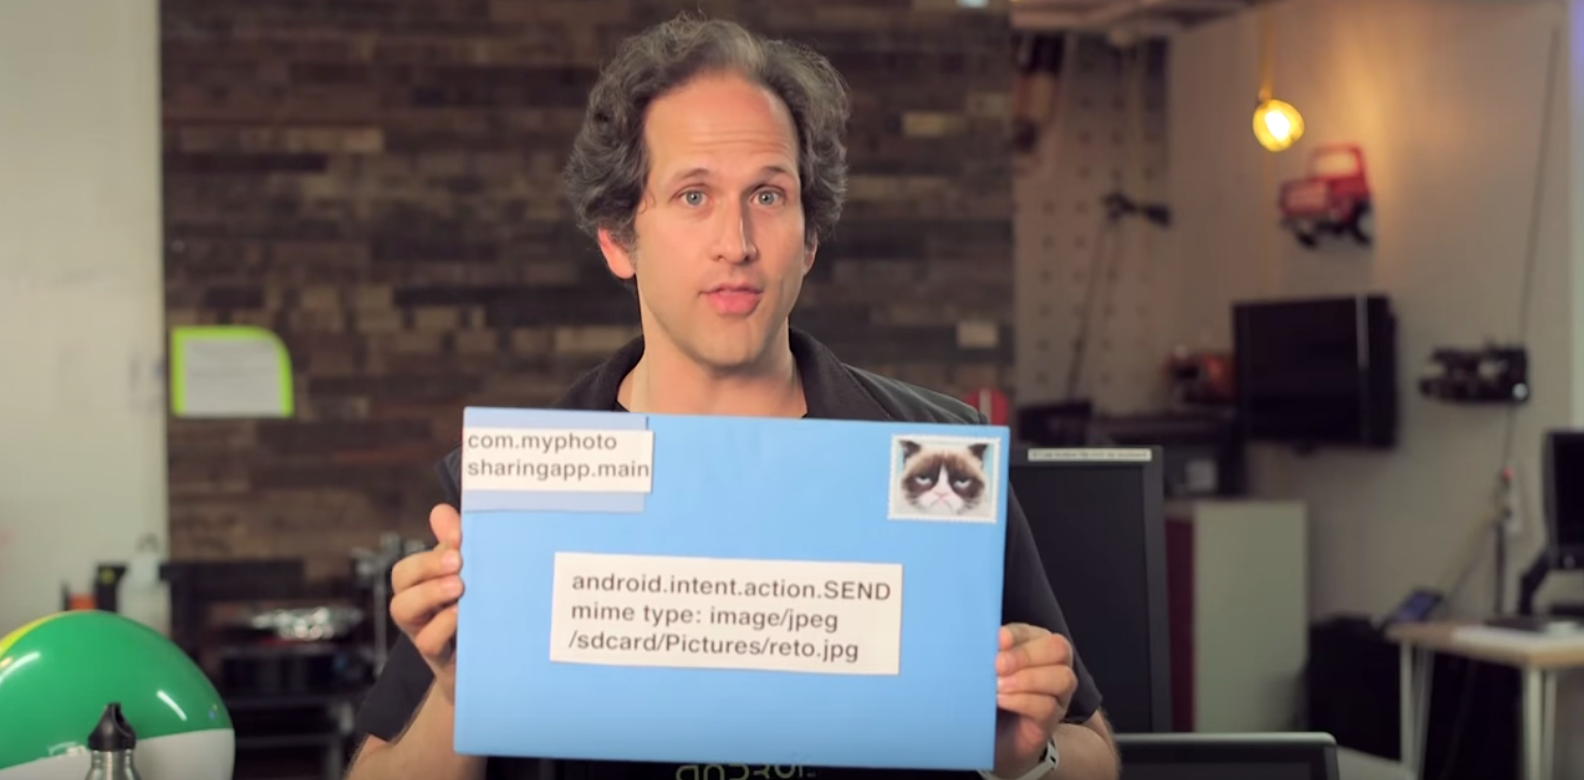 com.myphoto
sharingapp.main
android.intent.action.SEND
mime type: image/jpeg
/sdcard/Pictures/reto.jpg